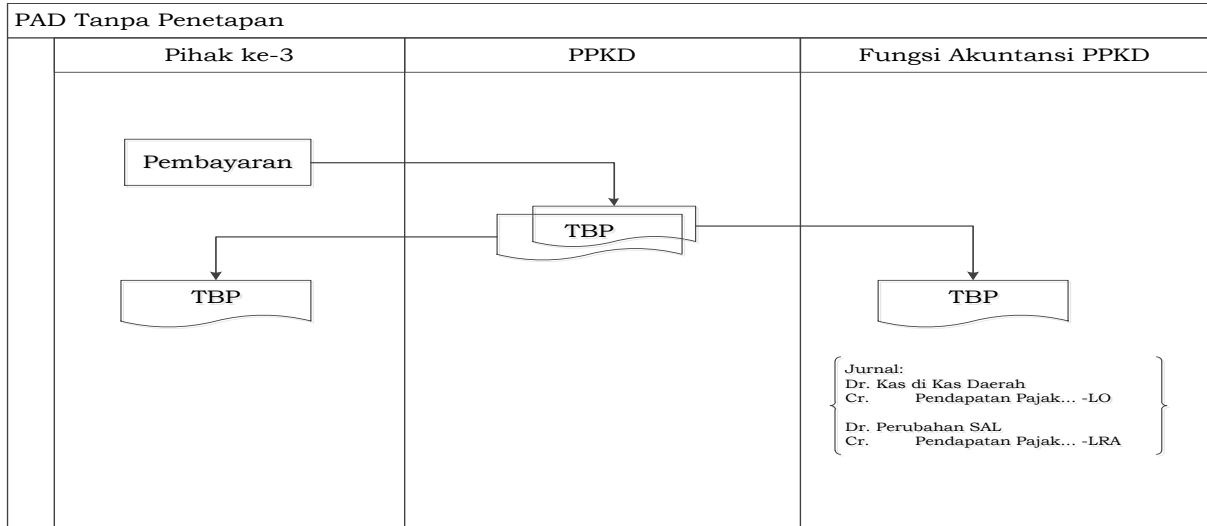 PAD Tanpa Penetapan
Pihak ke-3
PPKD
Fungsi Akuntansi PPKD
Pembayaran
TBP
TBP
TBP
Jurnal:
Dr. Kas di Kas Daerah
Cr. Pendapatan Pajak... -LO
Dr. Perubahan SAL
Cr. Pendapatan Pajak... -LRA